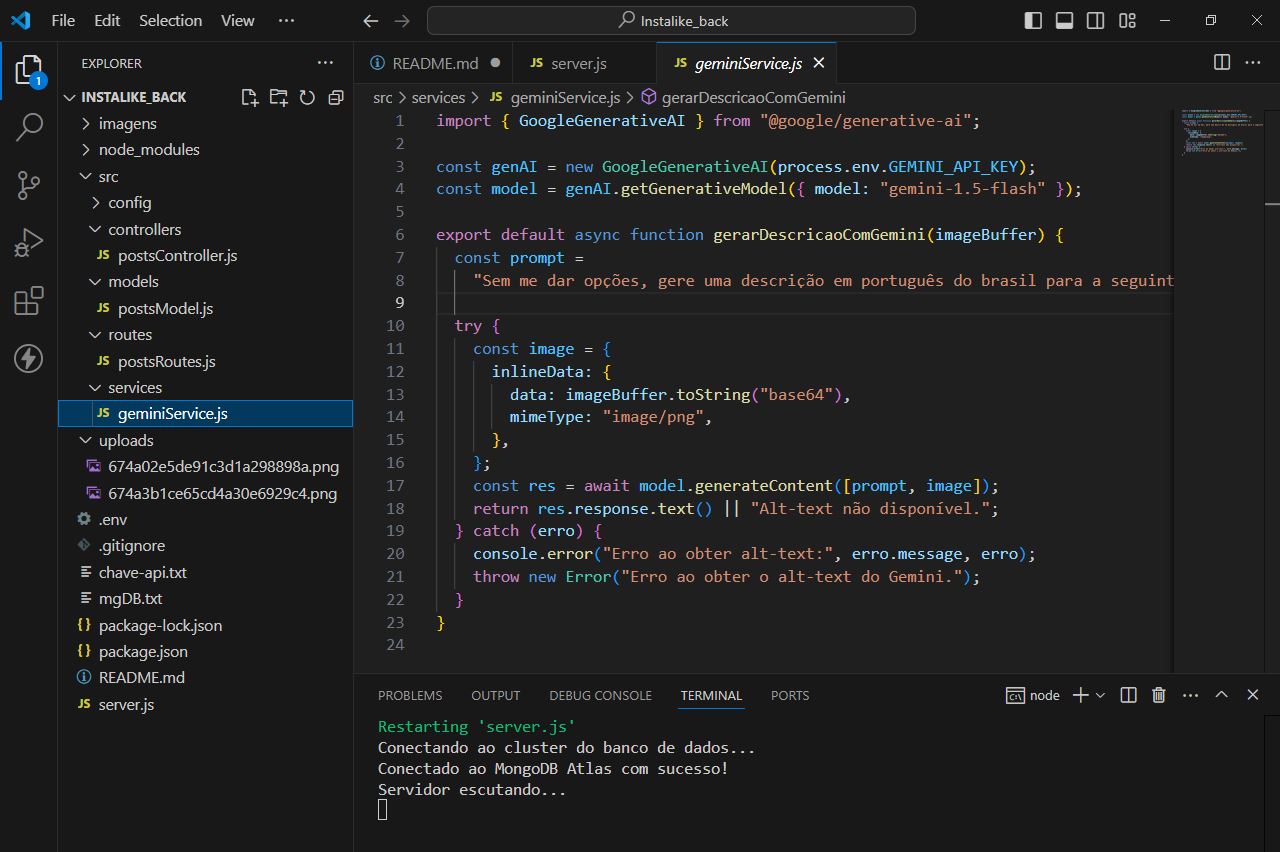 File Edit Selection View ···
Instalike_back
EXPLORER ···
1
INSTALIKE_BACK
imagens
node_modules
src
config
controllers
JS postsController.js
models
JS postsModel.js
routes
JS postsRoutes.js
services
JS geminiService.js
uploads
674a02e5de91c3d1a298898a.png
674a3b1ce65cd4a30e6929c4.png
.env
.gitignore
chave-api.txt
mgDB.txt
{} package-lock.json
{} package.json
README.md
JS server.js
README.md
JS server.js
JS geminiService.js
src > services > JS geminiService.js > gerarDescricaoComGemini
1 import { GoogleGenerativeAI } from "@google/generative-ai";
2
3 const genAI = new GoogleGenerativeAI(process.env.GEMINI_API_KEY);
4 const model = genAI.getGenerativeModel({ model: "gemini-1.5-flash" });
5
6 export default async function gerarDescricaoComGemini(imageBuffer) {
7 const prompt =
8 "Sem me dar opções, gere uma descrição em português do brasil para a seguint
9
10 try {
11 const image = {
12 inlineData: {
13 data: imageBuffer.toString("base64"),
14 mimeType: "image/png",
15 },
16 };
17 const res = await model.generateContent([prompt, image]);
18 return res.response.text() || "Alt-text não disponível.";
19 } catch (erro) {
20 console.error("Erro ao obter alt-text:", erro.message, erro);
21 throw new Error("Erro ao obter o alt-text do Gemini.");
22 }
23 }
24
PROBLEMS OUTPUT DEBUG CONSOLE TERMINAL PORTS
node
Restarting 'server.js'
Conectando ao cluster do banco de dados...
Conectado ao MongoDB Atlas com sucesso!
Servidor escutando...